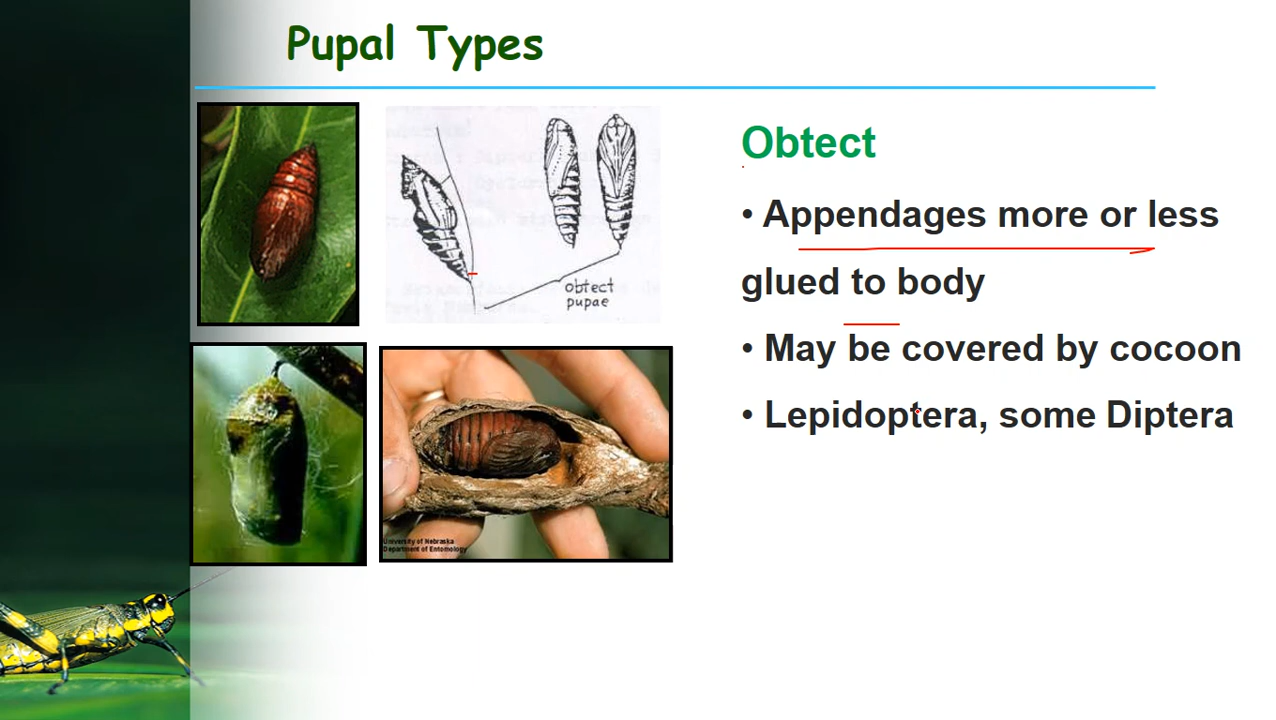 Pupal Types
Obtect
• Appendages more or less
glued to body
• May be covered by cocoon
• Lepidoptera, some Diptera
obtect
pupae
University of Nebraska
Department of Entomology